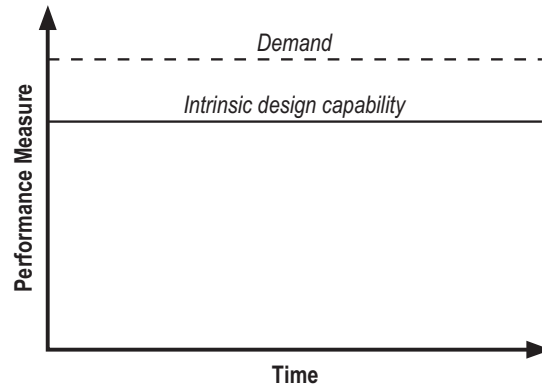 Demand
Intrinsic design capability
Performance Measure
Time